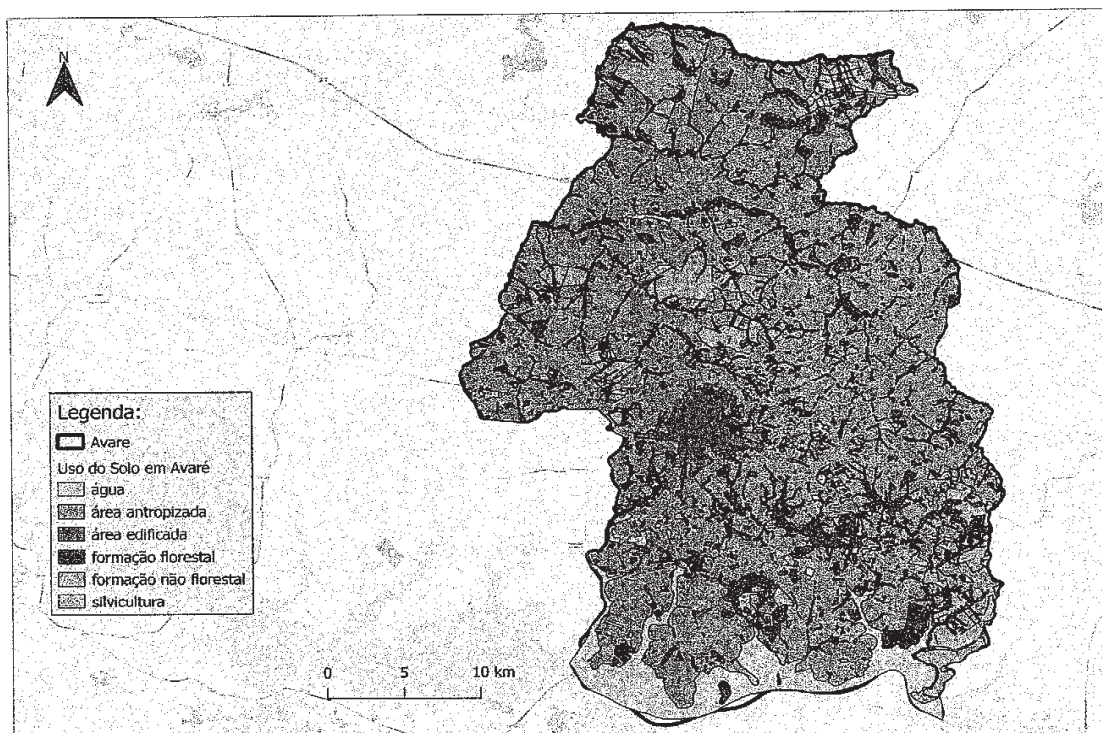 N
Legenda:
Avare
Uso do Solo em Avaré
água
área antropizada
área edificada
formação florestal
formação não florestal
silvicultura
0 5 10 km